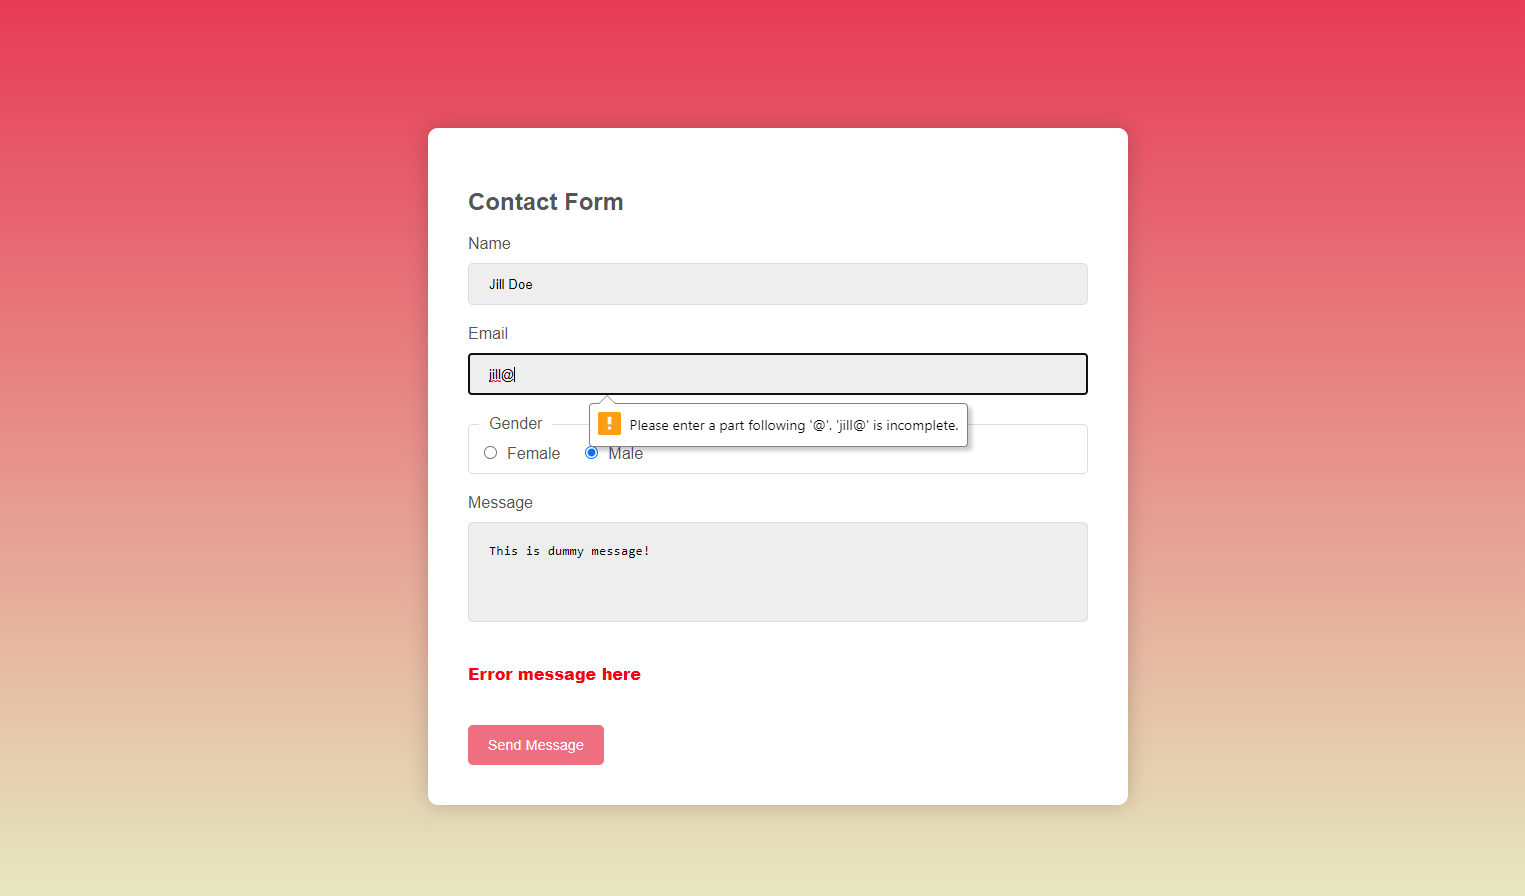 Contact Form
Name
Jill Doe
Email
jill@
Gender
Please enter a part following '@'. 'jill@' is incomplete.
Female Male
Message
This is dummy message!
Error message here
Send Message